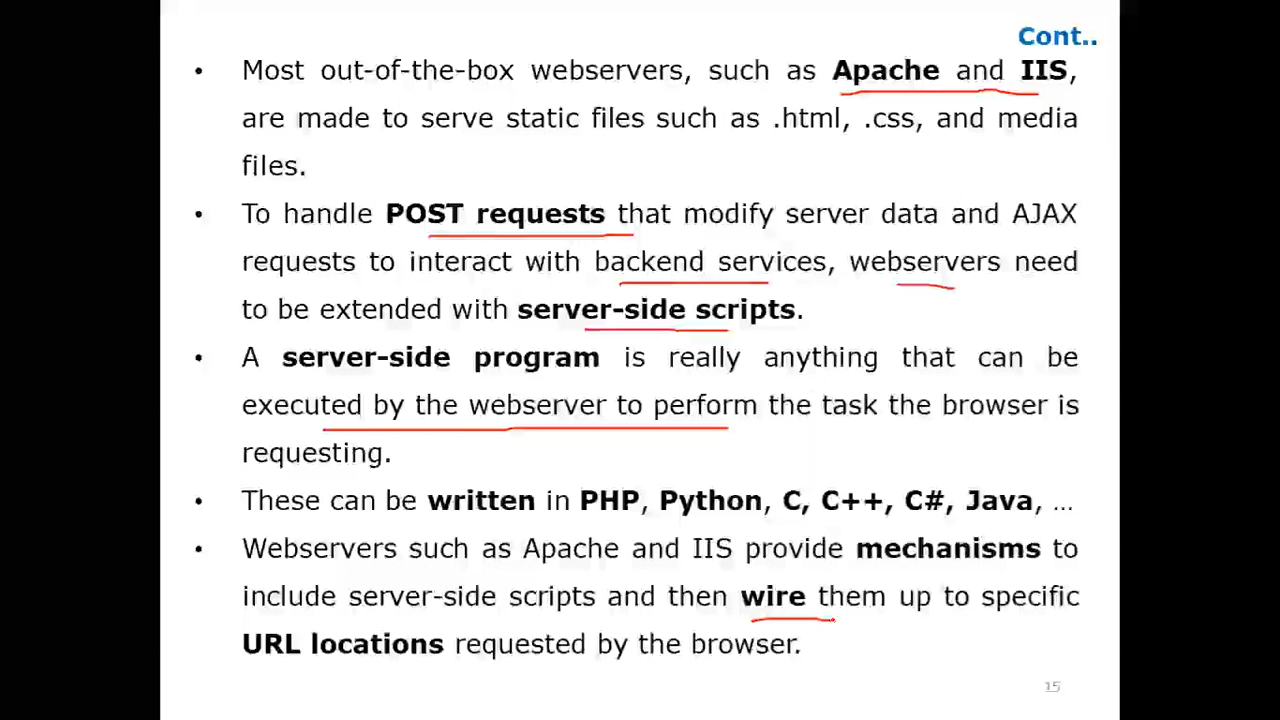 Cont..
• Most out-of-the-box webservers, such as Apache and IIS,
are made to serve static files such as .html, .css, and media
files.
• To handle POST requests that modify server data and AJAX
requests to interact with backend services, webservers need
to be extended with server-side scripts.
• A server-side program is really anything that can be
executed by the webserver to perform the task the browser is
requesting.
• These can be written in PHP, Python, C, C++, C#, Java, …
• Webservers such as Apache and IIS provide mechanisms to
include server-side scripts and then wire them up to specific
URL locations requested by the browser.
15